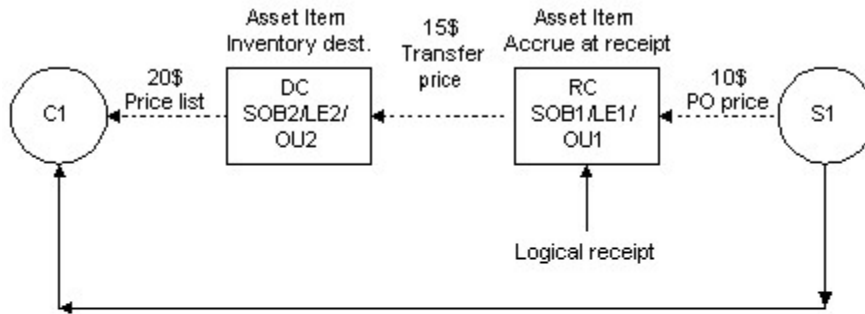 Asset Item
Inventory dest.
15$
Transfer
price
Asset Item
Accrue at receipt
20$
Price list
10$
PO price
C1
DC
SOB2/LE2/
OU2
RC
SOB1/LE1/
OU1
S1
Logical receipt